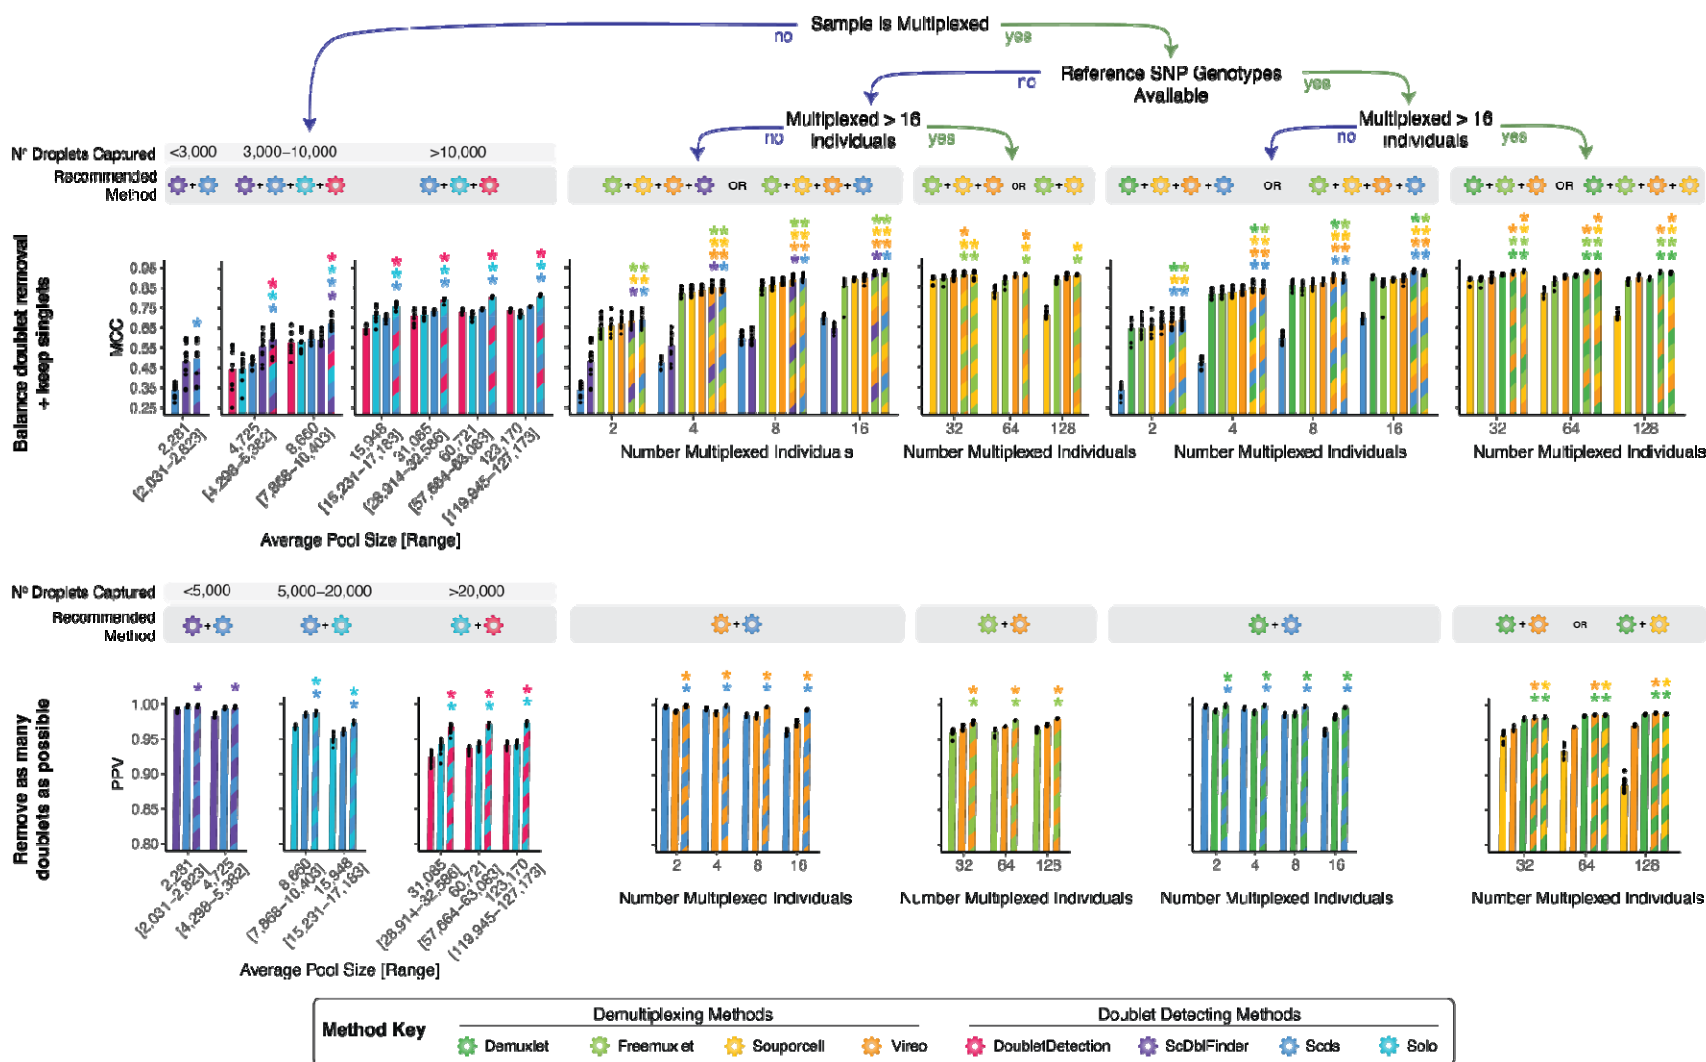 Sample is Multiplexed
no
yes
Reference SNP Genotypes
Available
no
yes
Multiplexed > 16
Individuals
no
yes
Multiplexed > 16
Individuals
no
yes
N° Droplets Captured
<3,000
3,000–10,000
>10,000
Recommended
Method
+
+ + +
+ +
+ + + OR + + +
+ + OR +
+ + + OR + + +
+ + OR + + +
Balance doublet removal
+ keep singlets
MCC
0.95
0.85
0.75
0.65
0.55
0.45
0.35
0.25
2,281
[2,031–2,823]
4,725
[4,298–5,382]
8,660
[7,868–10,403]
15,948
[15,231–17,183]
31,085
[28,914–32,586]
60,721
[57,664–63,083]
123,170
[119,945–127,173]
Average Pool Size [Range]
2 4 8 16
Number Multiplexed Individuals
32 64 128
Number Multiplexed Individuals
2 4 8 16
Number Multiplexed Individuals
32 64 128
Number Multiplexed Individuals
N° Droplets Captured
<5,000
5,000–20,000
>20,000
Recommended
Method
+
+
+
+
+
+
+ OR +
Remove as many
doublets as possible
PPV
1.00
0.95
0.90
0.85
0.80
2,281
[2,031–2,823]
4,725
[4,298–5,382]
8,660
[7,868–10,403]
15,948
[15,231–17,183]
31,085
[28,914–32,586]
60,721
[57,664–63,083]
123,170
[119,945–127,173]
Average Pool Size [Range]
2 4 8 16
Number Multiplexed Individuals
32 64 128
Number Multiplexed Individuals
2 4 8 16
Number Multiplexed Individuals
32 64 128
Number Multiplexed Individuals
Method Key
Demultiplexing Methods
Doublet Detecting Methods
Demuxlet Freemuxlet Souporcell Vireo DoubletDetection ScDblFinder Scds Solo